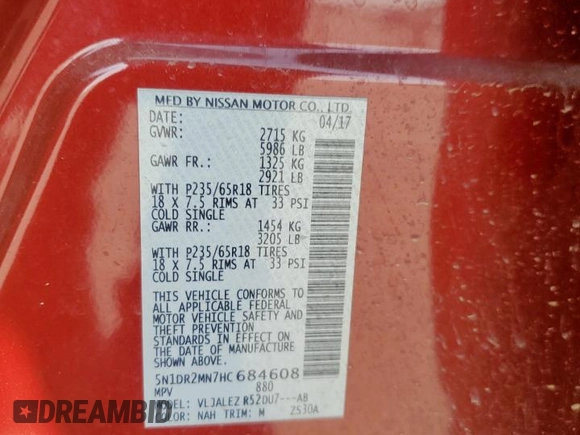 MFD BY NISSAN MOTOR CO., LTD.
DATE: 04/17
GVWR: 2715 KG
5986 LB
GAWR FR.: 1325 KG
2921 LB
WITH P235/65R18 TIRES
18 X 7.5 RIMS AT 33 PSI
COLD SINGLE
GAWR RR.: 1454 KG
3205 LB
WITH P235/65R18 TIRES
18 X 7.5 RIMS AT 33 PSI
COLD SINGLE
THIS VEHICLE CONFORMS TO
ALL APPLICABLE FEDERAL
MOTOR VEHICLE SAFETY AND
THEFT PREVENTION
STANDARDS IN EFFECT ON
THE DATE OF MANUFACTURE
SHOWN ABOVE.
5N1DR2MN7HC684608
MPV 880
MODEL: VLJALEZ R52DU7---AB
COLOR: NAH TRIM: M ZS30A
DREAMBID